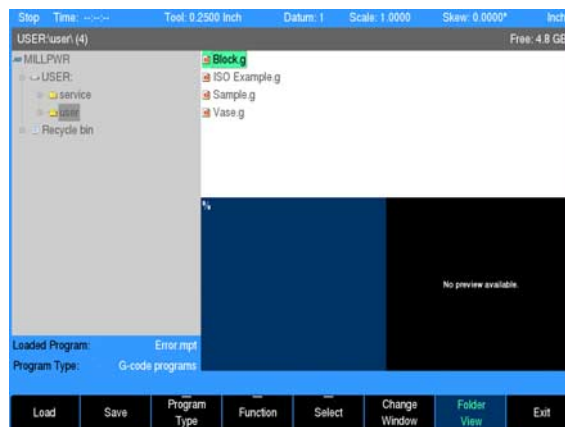 Stop Time: --:--:-- Tool: 0.2500 Inch Datum: 1 Scale: 1.0000 Skew: 0.0000° Inch
USER:\user\ (4) Free: 4.8 GB
MILLPWR
USER:
service
user
Recycle bin
Block.g
ISO Example.g
Sample.g
Vase.g
%
No preview available.
Loaded Program: Error.mpt
Program Type: G-code programs
Load Save Program Type Function Select Change Window Folder View Exit